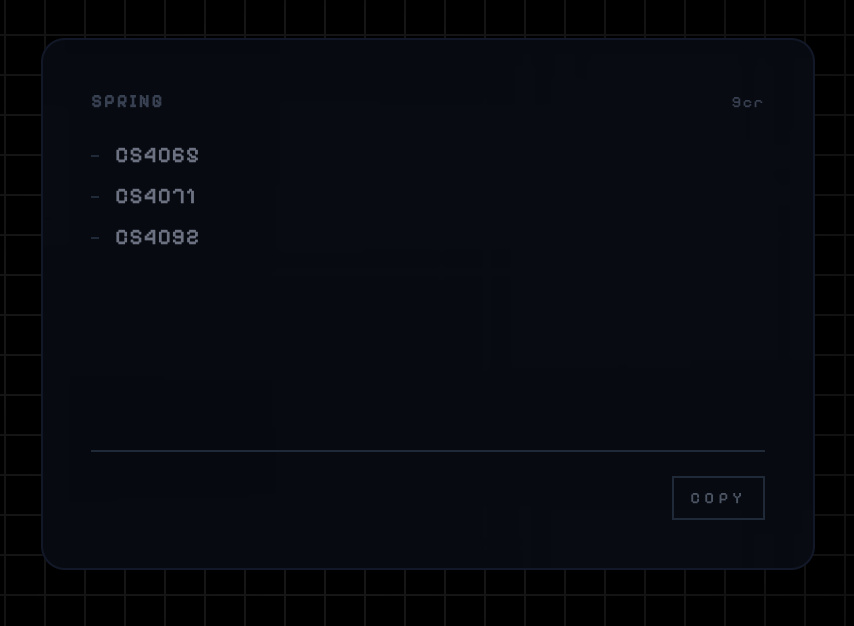 SPRING
9cr
– CS4068
– CS4071
– CS4092
COPY